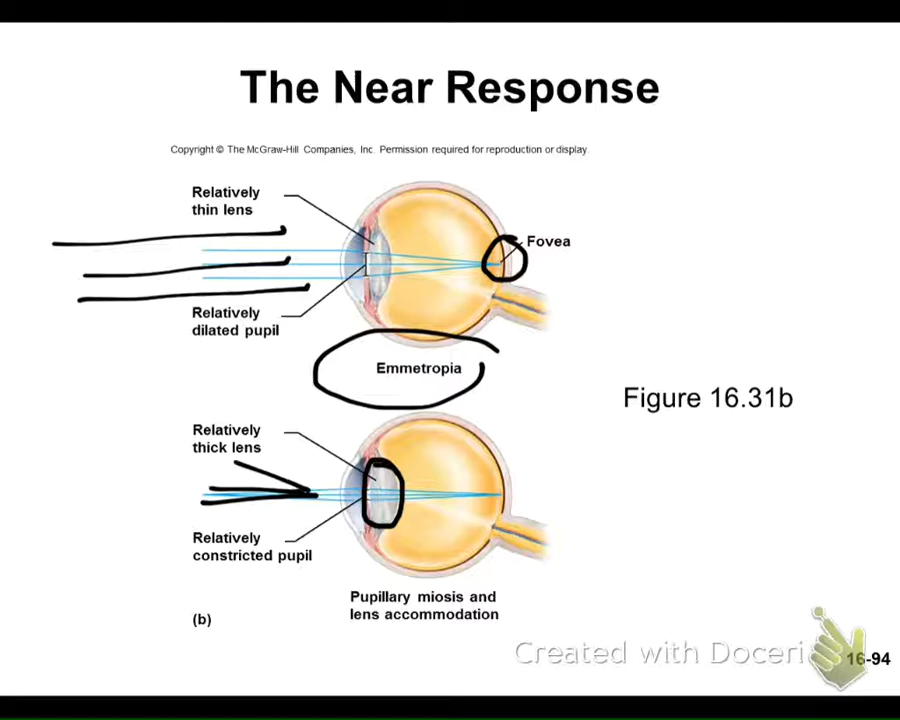 The Near Response
Copyright © The McGraw-Hill Companies, Inc. Permission required for reproduction or display.
Relatively
thin lens
Fovea
Relatively
dilated pupil
Emmetropia
Figure 16.31b
Relatively
thick lens
Relatively
constricted pupil
Pupillary miosis and
lens accommodation
(b)
Created with Doceri
16-94